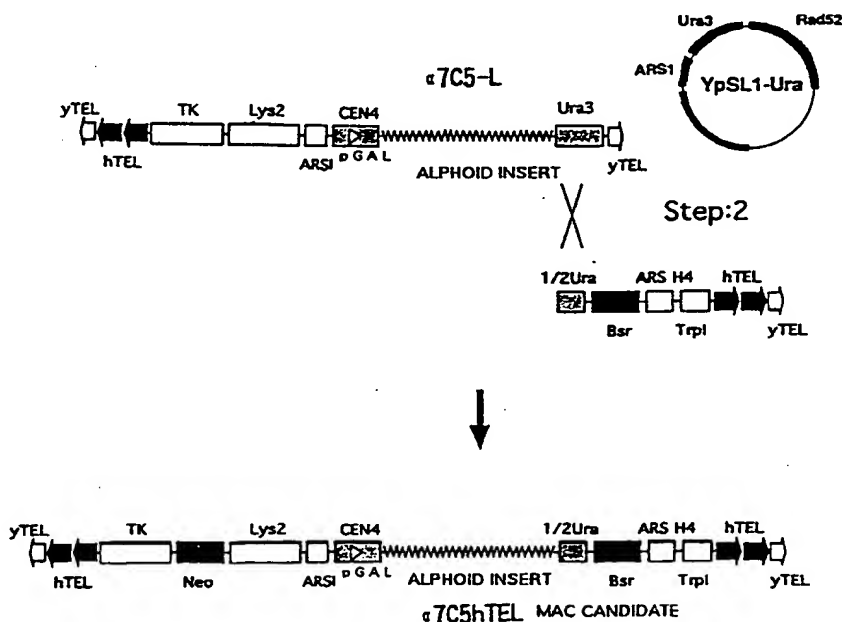 Ura3 Rad52
ARS1
YpSL1-Ura
α7C5-L
yTEL TK Lys2 CEN4 Ura3
hTEL ARSI pGAL ALPHOID INSERT yTEL
Step:2
1/2Ura ARS H4 hTEL
Bsr TrpI yTEL
yTEL TK Lys2 CEN4 1/2Ura ARS H4 hTEL
hTEL Neo ARSI pGAL ALPHOID INSERT Bsr TrpI yTEL
α7C5hTEL MAC CANDIDATE